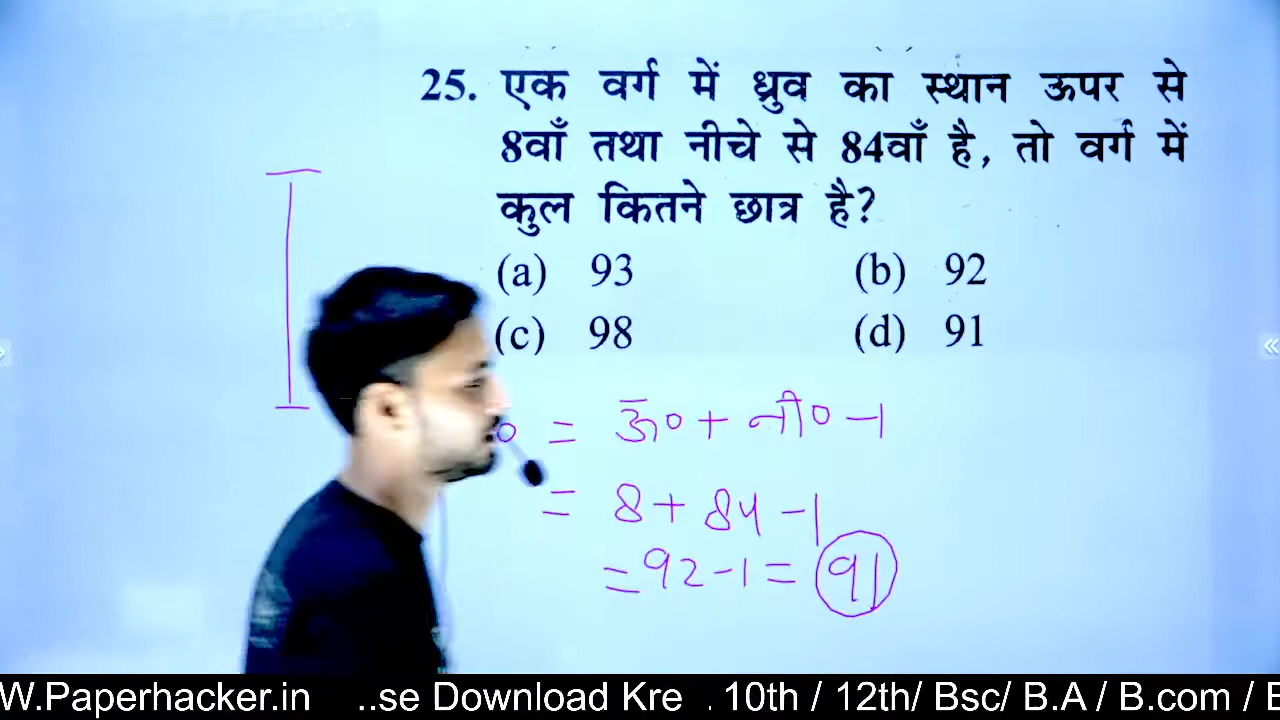 25. एक वर्ग में ध्रुव का स्थान ऊपर से
8वाँ तथा नीचे से 84वाँ है, तो वर्ग में
कुल कितने छात्र है?
(a) 93 (b) 92
(c) 98 (d) 91
= ऊ० + नी० - 1
= 8 + 84 - 1
= 92 - 1 = 91
W.Paperhacker.in ..se Download Kre . 10th / 12th/ Bsc/ B.A / B.com /